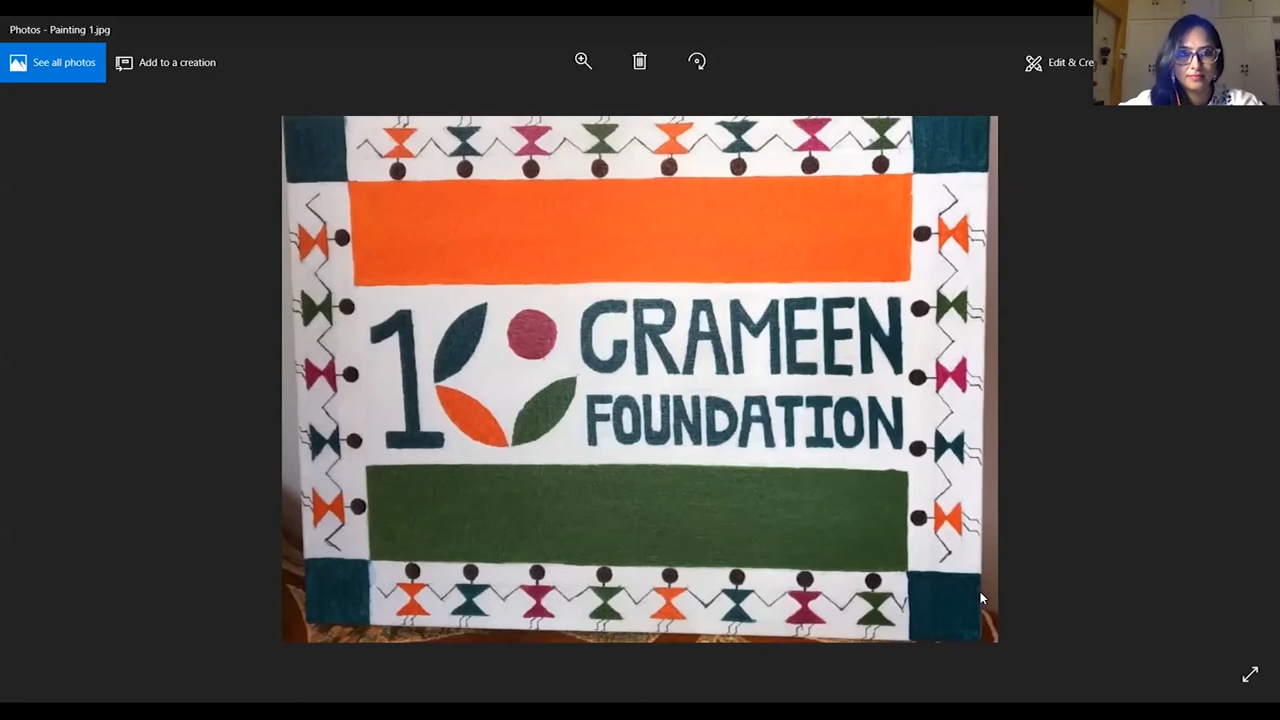 Photos - Painting 1.jpg
See all photos
Add to a creation
Edit & Cre
10 GRAMEEN
FOUNDATION